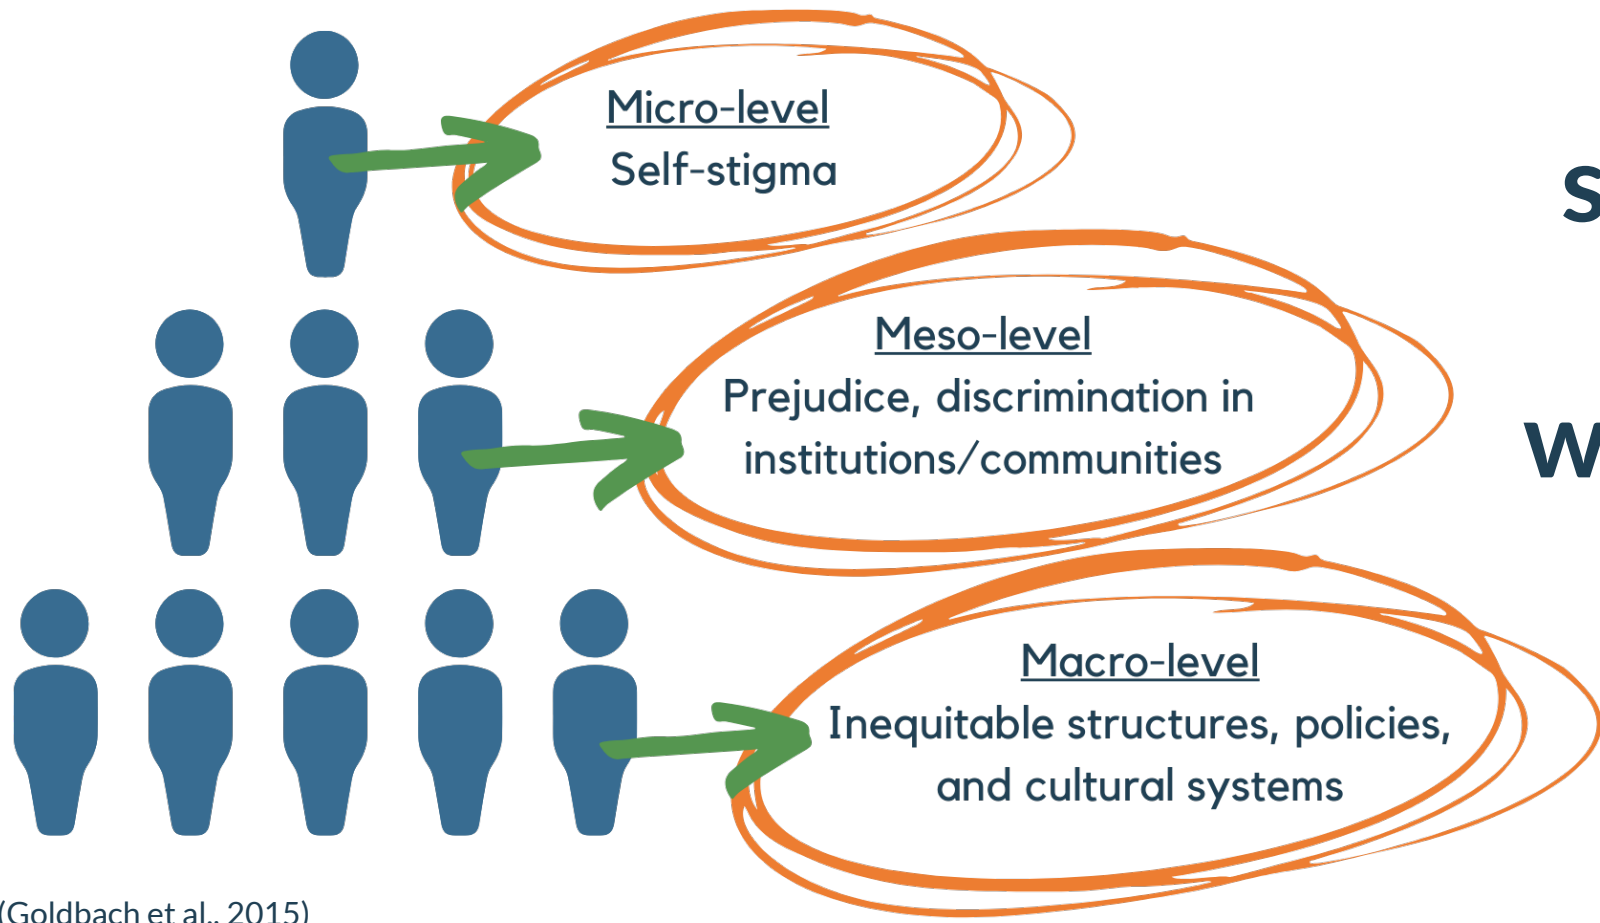 Micro-level
Self-stigma
Meso-level
Prejudice, discrimination in
institutions/communities
Macro-level
Inequitable structures, policies,
and cultural systems
(Goldbach et al., 2015)